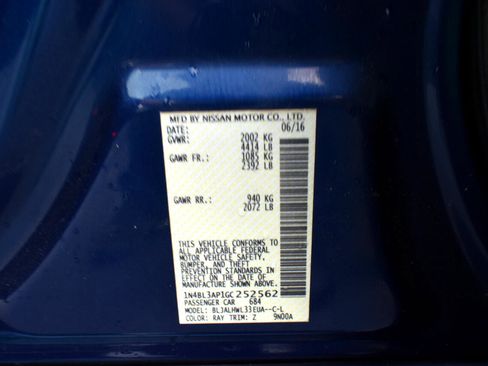 MFD BY NISSAN MOTOR CO., LTD.
DATE: 06/16
GVWR: 2002 KG
4414 LB
GAWR FR.: 1085 KG
2392 LB
GAWR RR.: 940 KG
2072 LB
THIS VEHICLE CONFORMS TO
ALL APPLICABLE FEDERAL
MOTOR VEHICLE SAFETY,
BUMPER, AND THEFT
PREVENTION STANDARDS
IN EFFECT ON THE DATE OF
MANUFACTURE SHOWN ABOVE.
1N4BL3AP1GC252562
PASSENGER CAR 684
MODEL: BLJALHWL33EUA--C-L
COLOR: RAY TRIM: Z 9N00A